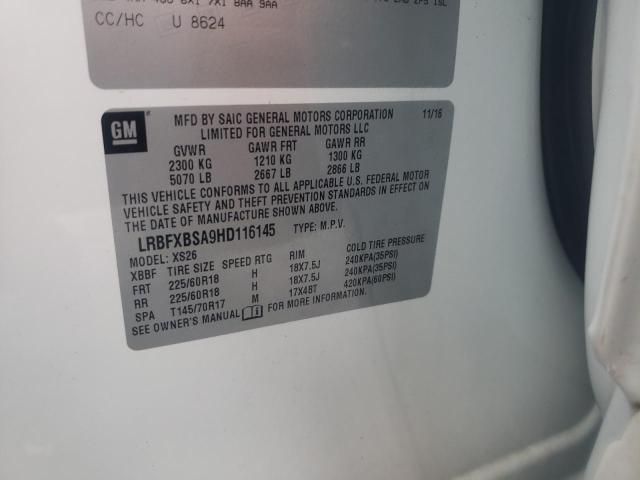 400 6X1 7X1 8AA 9AA
CC/HC U 8624
GM
MFD BY SAIC GENERAL MOTORS CORPORATION 11/16
LIMITED FOR GENERAL MOTORS LLC
GVWR GAWR FRT GAWR RR
2300 KG 1210 KG 1300 KG
5070 LB 2667 LB 2866 LB
THIS VEHICLE CONFORMS TO ALL APPLICABLE U.S. FEDERAL MOTOR
VEHICLE SAFETY AND THEFT PREVENTION STANDARDS IN EFFECT ON
THE DATE OF MANUFACTURE SHOWN ABOVE.
LRBFXBSA9HD116145 TYPE: M.P.V.
MODEL: XS26
XBBF TIRE SIZE SPEED RTG RIM COLD TIRE PRESSURE
FRT 225/60R18 H 18X7.5J 240KPA(35PSI)
RR 225/60R18 H 18X7.5J 240KPA(35PSI)
SPA T145/70R17 M 17X4BT 420KPA(60PSI)
SEE OWNER'S MANUAL FOR MORE INFORMATION.